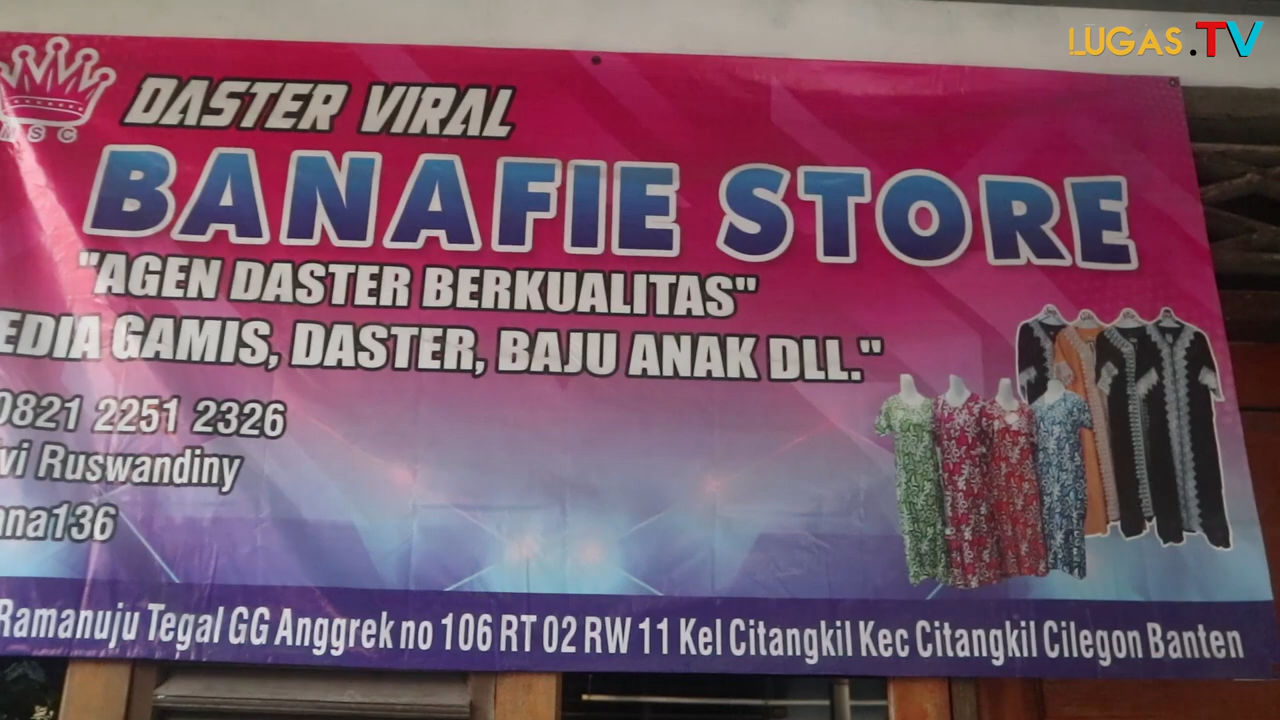 LUGAS.TV
MSC
DASTER VIRAL
BANAFIE STORE
"AGEN DASTER BERKUALITAS"
EDIA GAMIS, DASTER, BAJU ANAK DLL."
0821 2251 2326
vi Ruswandiny
ana136
Ramanuju Tegal GG Anggrek no 106 RT 02 RW 11 Kel Citangkil Kec Citangkil Cilegon Banten